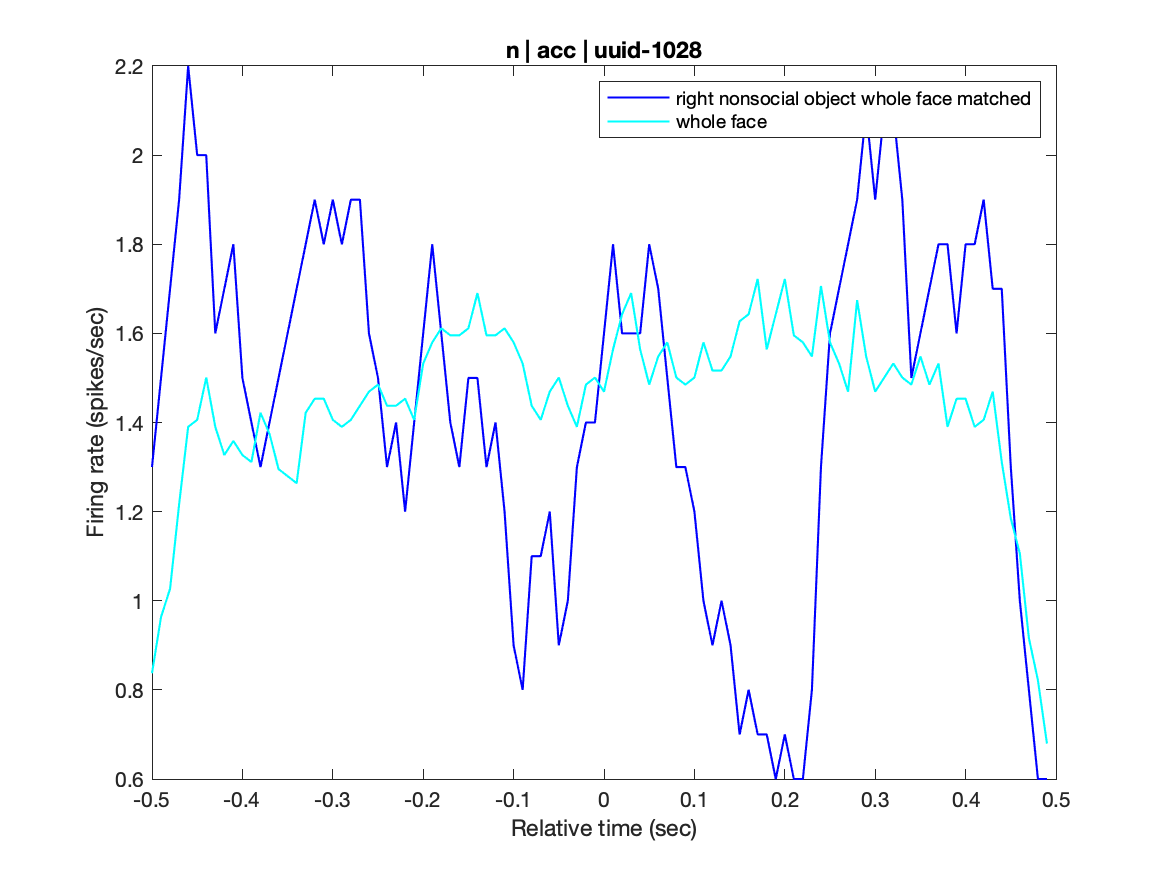 n | acc | uuid-1028
right nonsocial object whole face matched
whole face
Firing rate (spikes/sec)
2.2
2
1.8
1.6
1.4
1.2
1
0.8
0.6
-0.5 -0.4 -0.3 -0.2 -0.1 0 0.1 0.2 0.3 0.4 0.5
Relative time (sec)